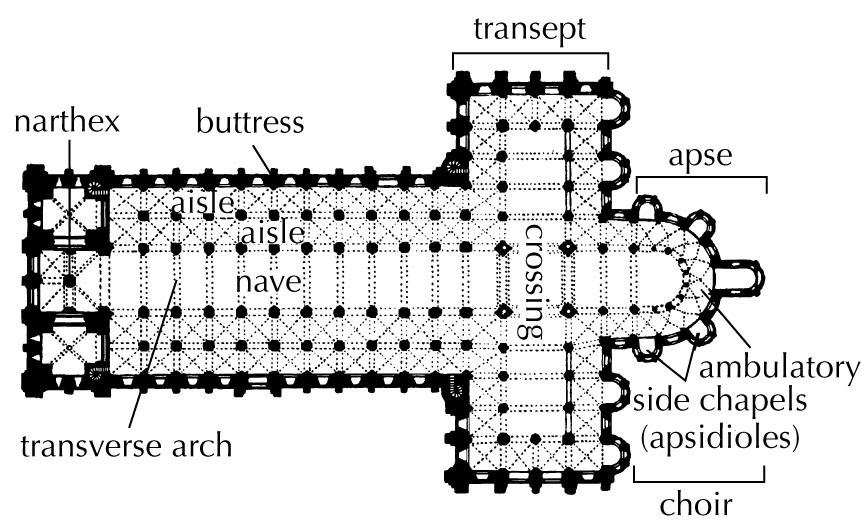 transept
narthex
buttress
apse
aisle
aisle
crossing
nave
ambulatory
side chapels
(apsidioles)
transverse arch
choir